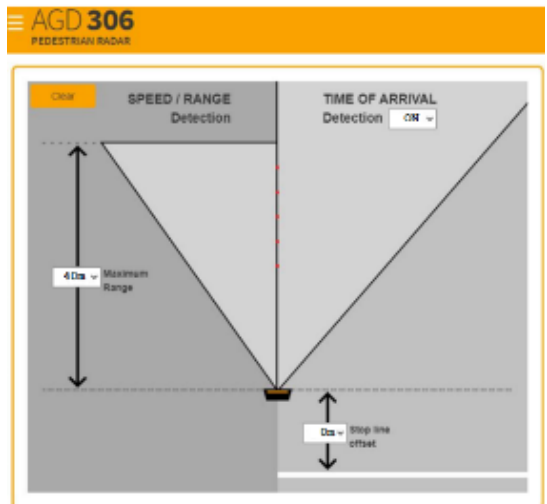 AGD 306
PEDESTRIAN RADAR
Clear
SPEED / RANGE
Detection
TIME OF ARRIVAL
Detection ON
40m
Maximum
Range
0m
Stop line
offset